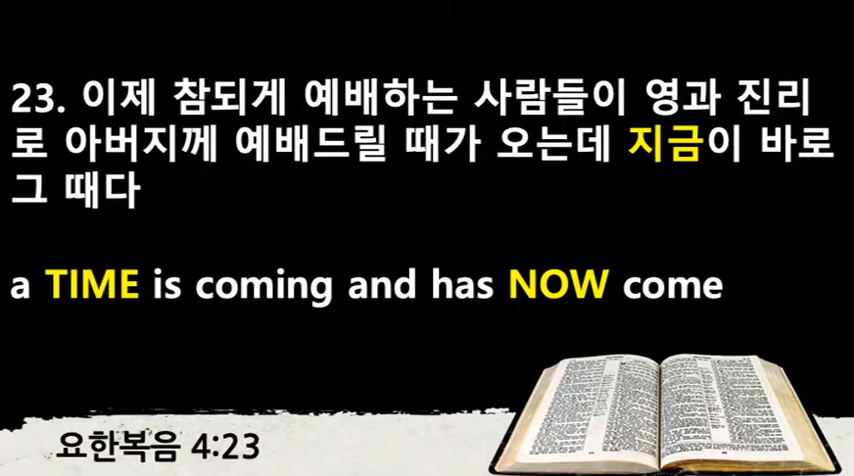 23. 이제 참되게 예배하는 사람들이 영과 진리
로 아버지께 예배드릴 때가 오는데 지금이 바로
그 때다
a TIME is coming and has NOW come
요한복음 4:23